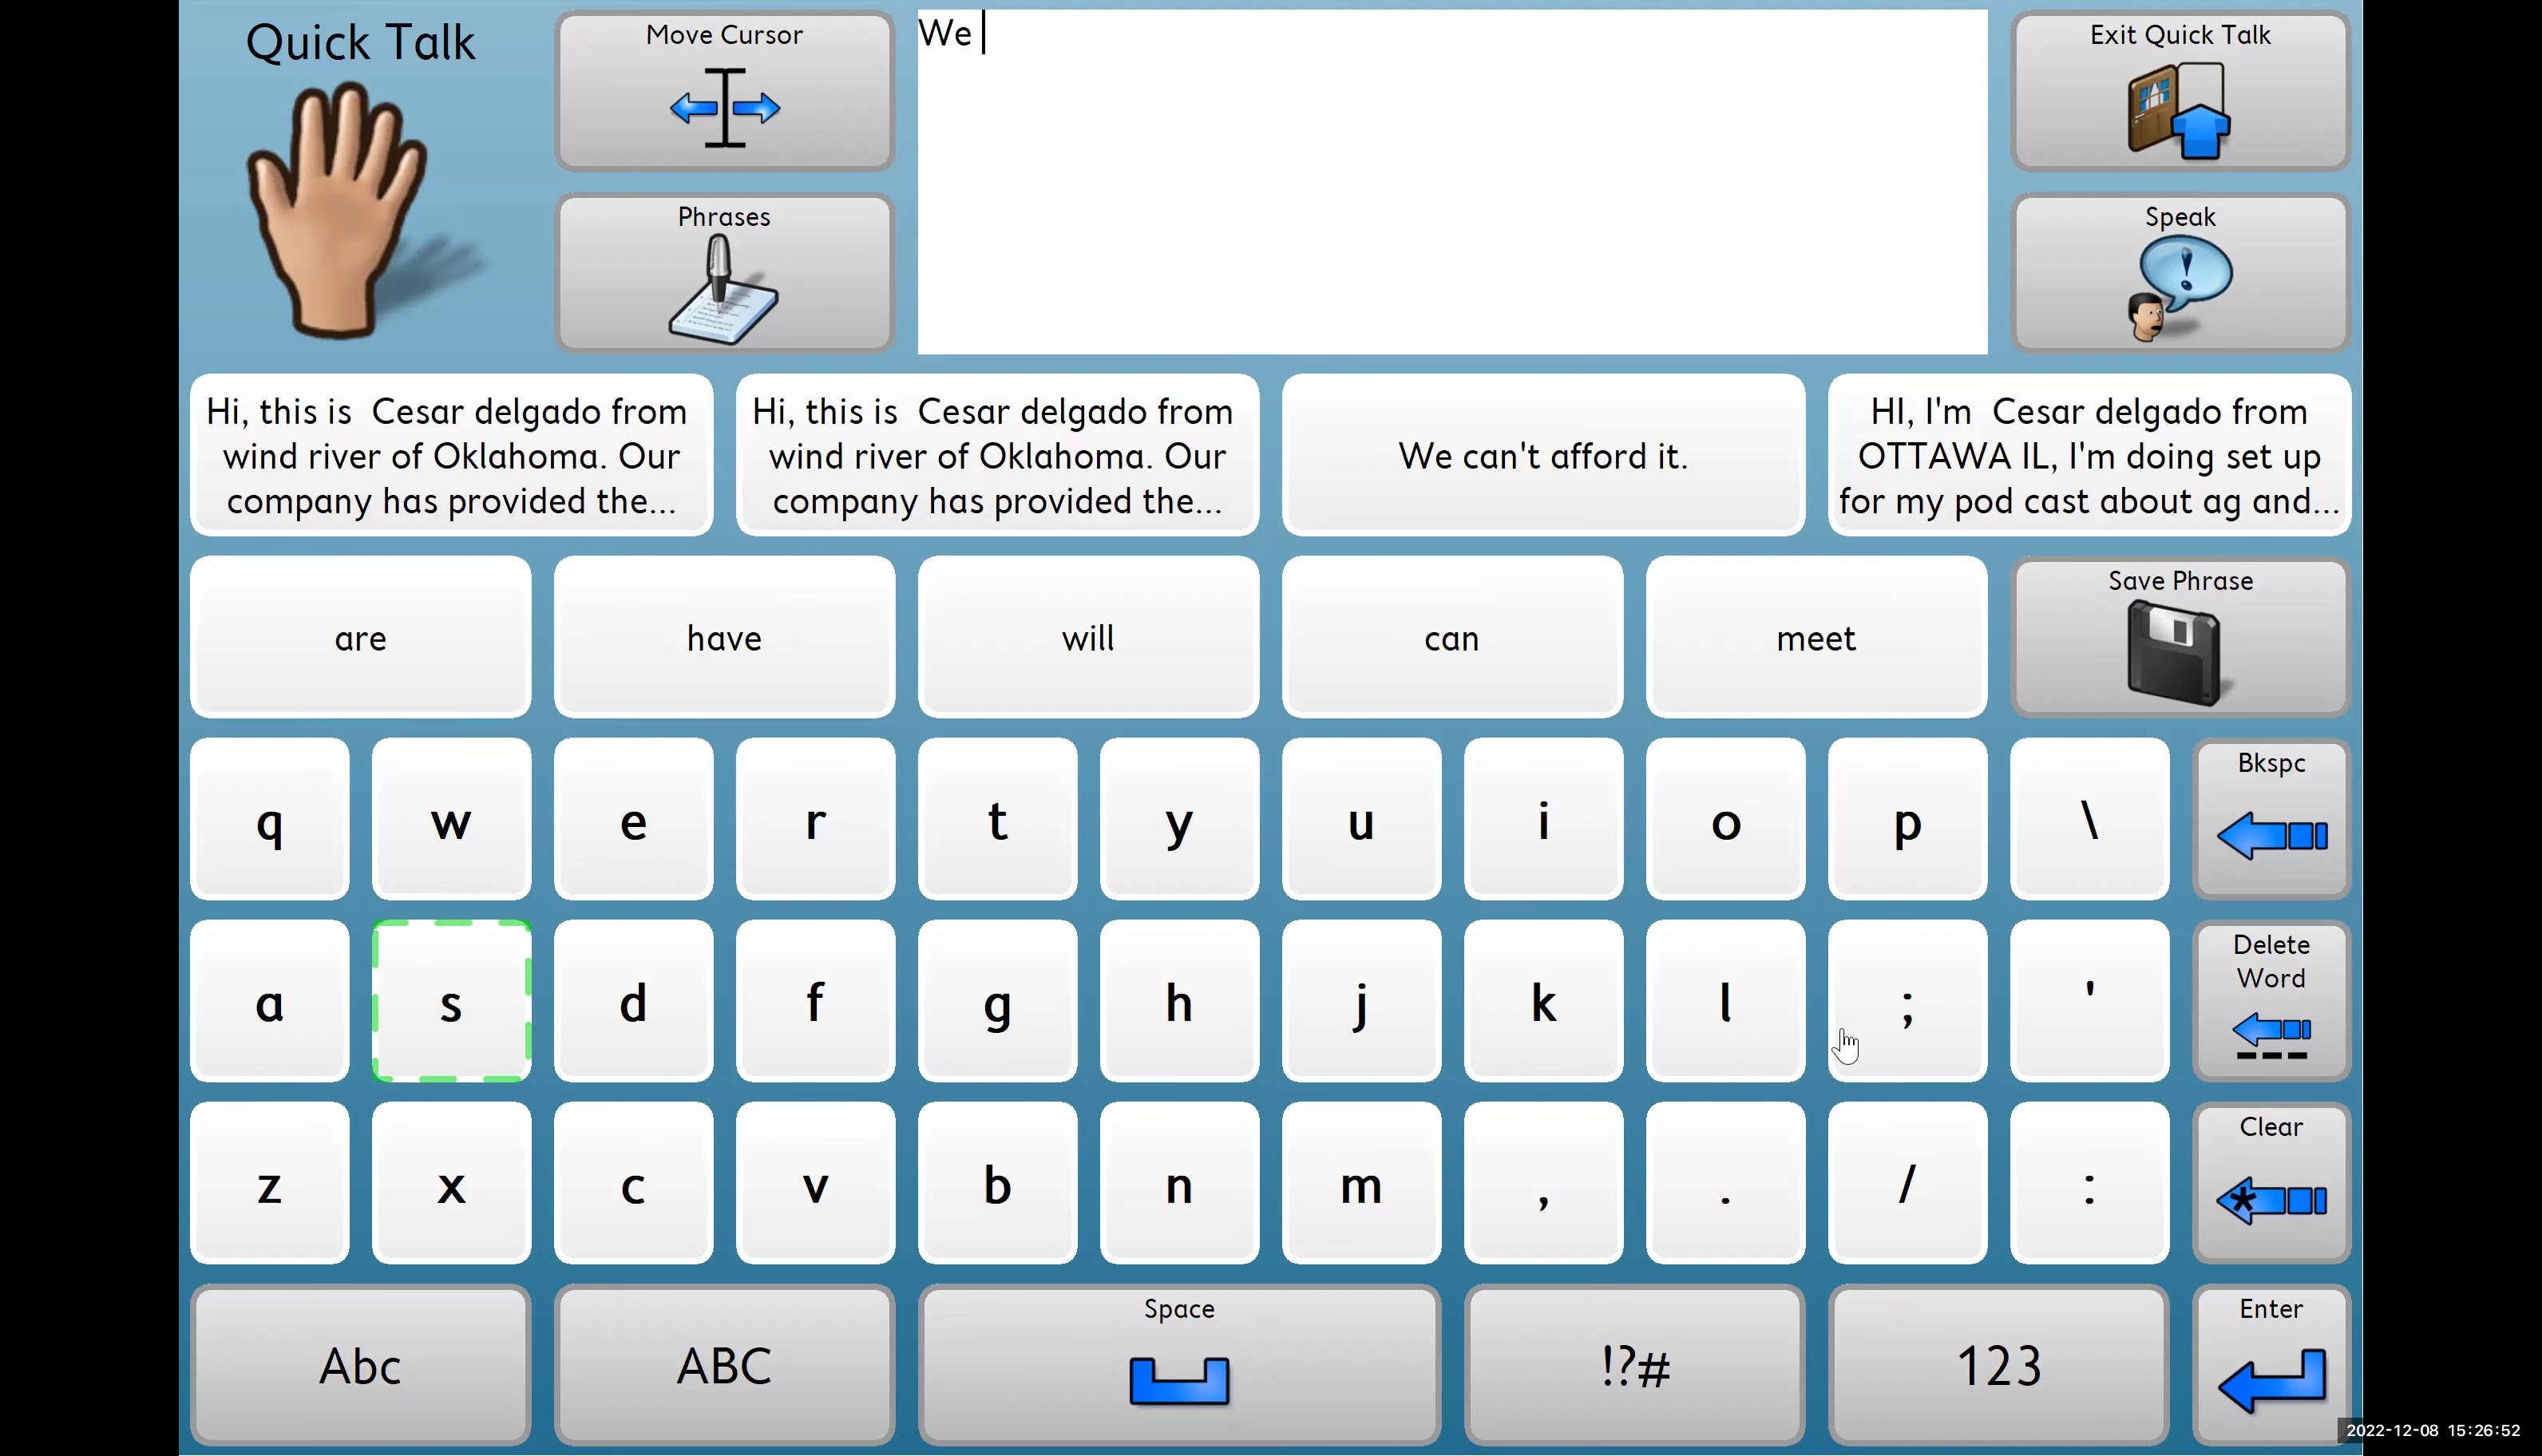 Quick Talk
Move Cursor
We
Exit Quick Talk
Phrases
Speak
Hi, this is  Cesar delgado from
wind river of Oklahoma. Our
company has provided the...
Hi, this is  Cesar delgado from
wind river of Oklahoma. Our
company has provided the...
We can't afford it.
HI, I'm  Cesar delgado from
OTTAWA IL, I'm doing set up
for my pod cast about ag and...
are
have
will
can
meet
Save Phrase
q w e r t y u i o p \
Bkspc
a s d f g h j k l ; '
Delete
Word
z x c v b n m , . / :
Clear
Abc
ABC
Space
!?#
123
Enter
2022-12-08 15:26:52